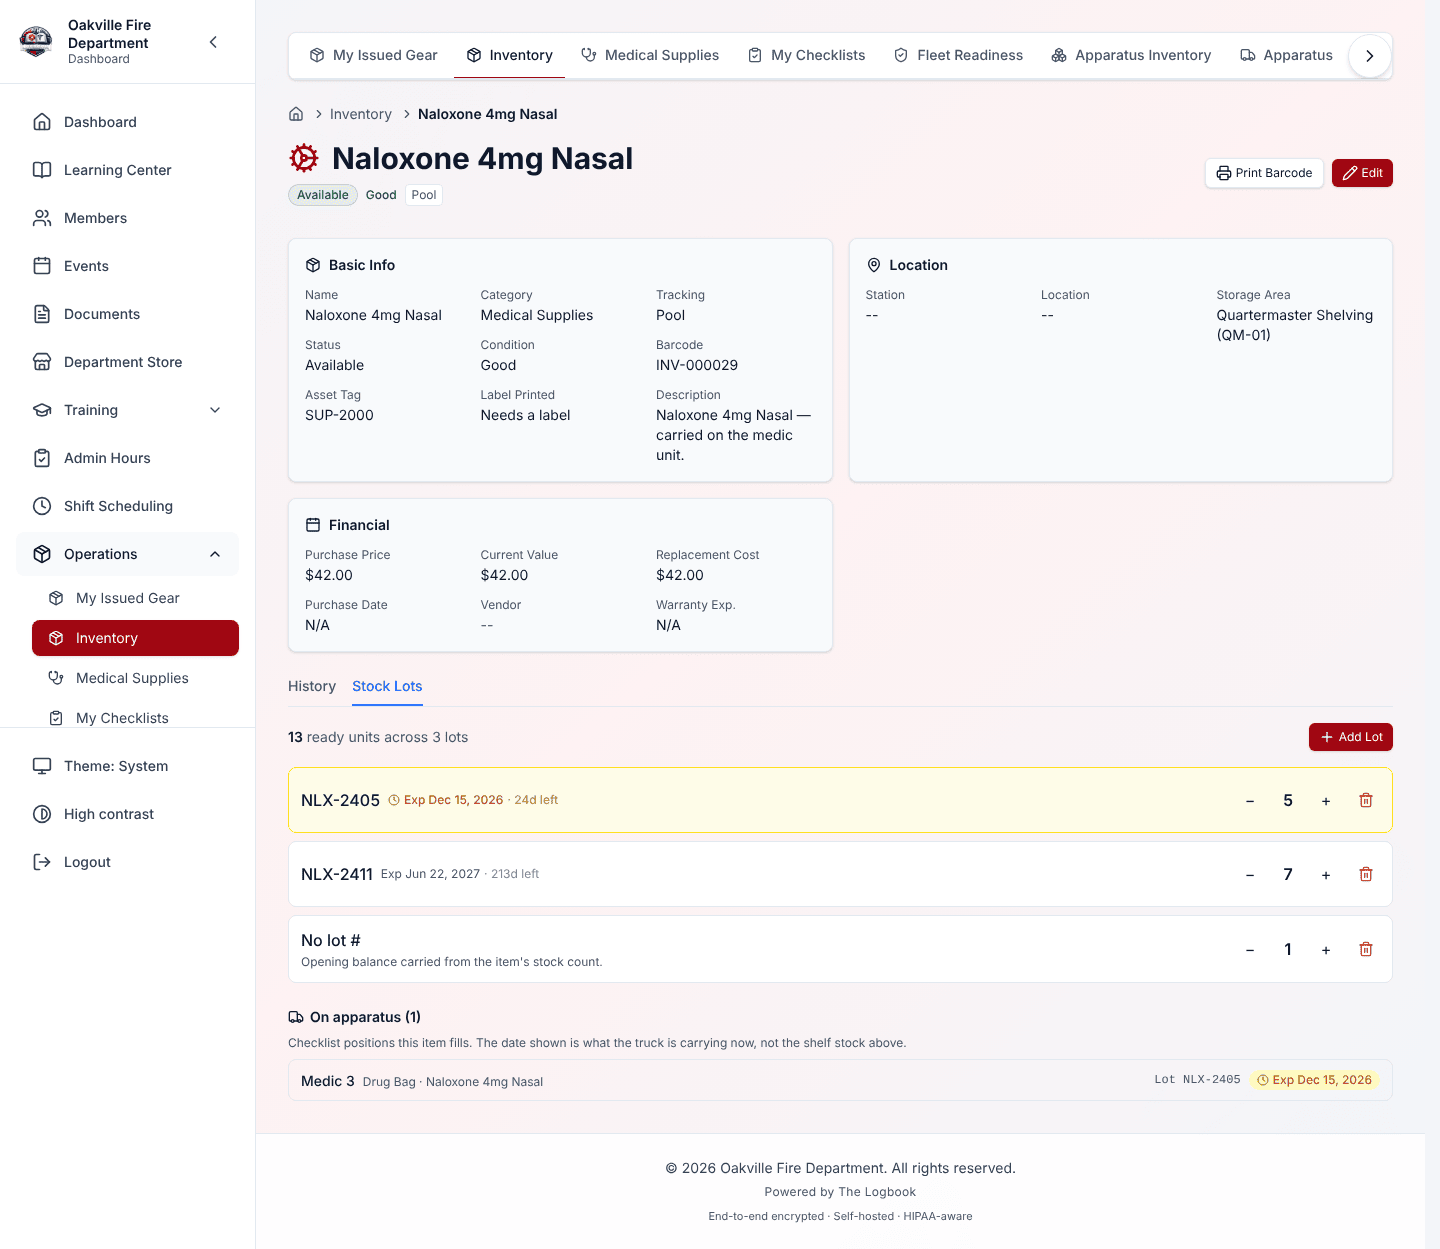 Oakville Fire
Department
Dashboard
Dashboard
Learning Center
Members
Events
Documents
Department Store
Training
Admin Hours
Shift Scheduling
Operations
My Issued Gear
Inventory
Medical Supplies
My Checklists
Theme: System
High contrast
Logout
My Issued Gear Inventory Medical Supplies My Checklists Fleet Readiness Apparatus Inventory Apparatus
Inventory Naloxone 4mg Nasal
Naloxone 4mg Nasal
Available Good Pool
Print Barcode Edit
Basic Info
Name Category Tracking
Naloxone 4mg Nasal Medical Supplies Pool
Status Condition Barcode
Available Good INV-000029
Asset Tag Label Printed Description
SUP-2000 Needs a label Naloxone 4mg Nasal —
carried on the medic
unit.
Location
Station Location Storage Area
-- -- Quartermaster Shelving
(QM-01)
Financial
Purchase Price Current Value Replacement Cost
$42.00 $42.00 $42.00
Purchase Date Vendor Warranty Exp.
N/A -- N/A
History Stock Lots
13 ready units across 3 lots
+ Add Lot
NLX-2405 Exp Dec 15, 2026 · 24d left − 5 +
NLX-2411 Exp Jun 22, 2027 · 213d left − 7 +
No lot # − 1 +
Opening balance carried from the item's stock count.
On apparatus (1)
Checklist positions this item fills. The date shown is what the truck is carrying now, not the shelf stock above.
Medic 3 Drug Bag · Naloxone 4mg Nasal Lot NLX-2405 Exp Dec 15, 2026
© 2026 Oakville Fire Department. All rights reserved.
Powered by The Logbook
End-to-end encrypted · Self-hosted · HIPAA-aware